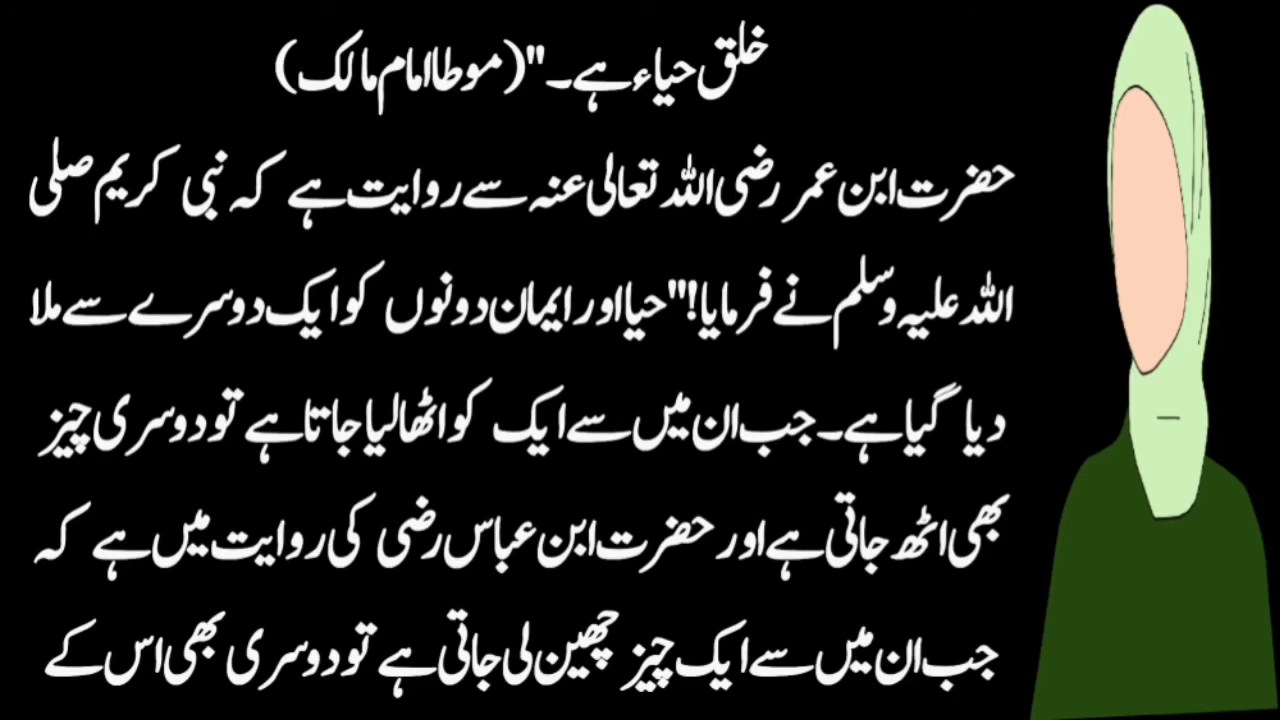 خلق حیاء ہے۔"(موطا امام مالک)
حضرت ابن عمر رضی اللہ تعالی عنہ سے روایت ہے کہ نبی کریم صلی
اللہ علیہ وسلم نے فرمایا!"حیا اور ایمان دونوں کو ایک دوسرے سے ملا
دیا گیا ہے۔ جب ان میں سے ایک کو اٹھا لیا جاتا ہے تو دوسری چیز
بھی اٹھ جاتی ہے اور حضرت ابن عباس رضی کی روایت میں ہے کہ
جب ان میں سے ایک چیز چھین لی جاتی ہے تو دوسری بھی اس کے